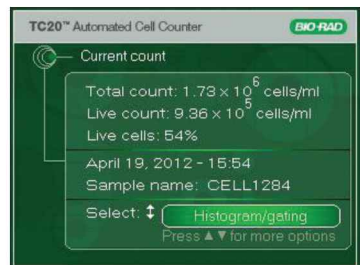 TC20™ Automated Cell Counter BIO-RAD
Current count
Total count: 1.73 x 10⁶ cells/ml
Live count: 9.36 x 10⁵ cells/ml
Live cells: 54%
April 19, 2012 - 15:54
Sample name: CELL1284
Select: ↕ Histogram/gating
Press ▲▼ for more options